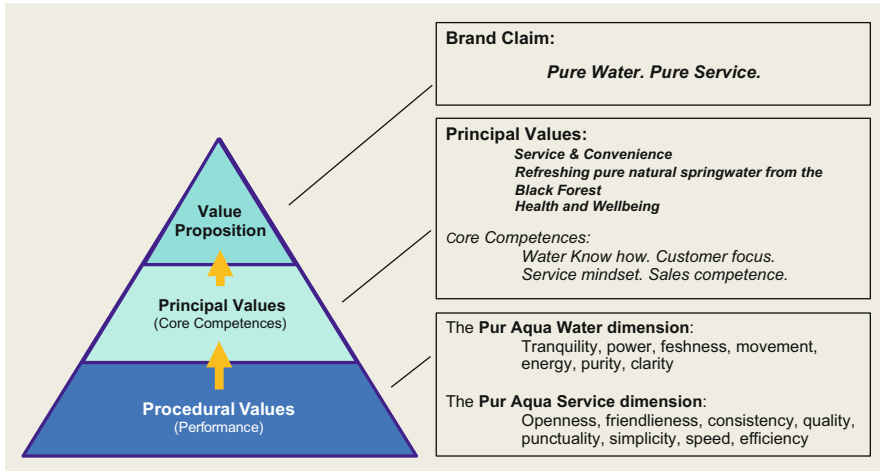 Brand Claim:
Pure Water. Pure Service.
Principal Values:
Service & Convenience
Refreshing pure natural springwater from the
Black Forest
Health and Wellbeing
Core Competences:
Water Know how. Customer focus.
Service mindset. Sales competence.
The Pur Aqua Water dimension:
Tranquility, power, feshness, movement,
energy, purity, clarity
The Pur Aqua Service dimension:
Openness, friendlieness, consistency, quality,
punctuality, simplicity, speed, efficiency
Value
Proposition
Principal Values
(Core Competences)
Procedural Values
(Performance)